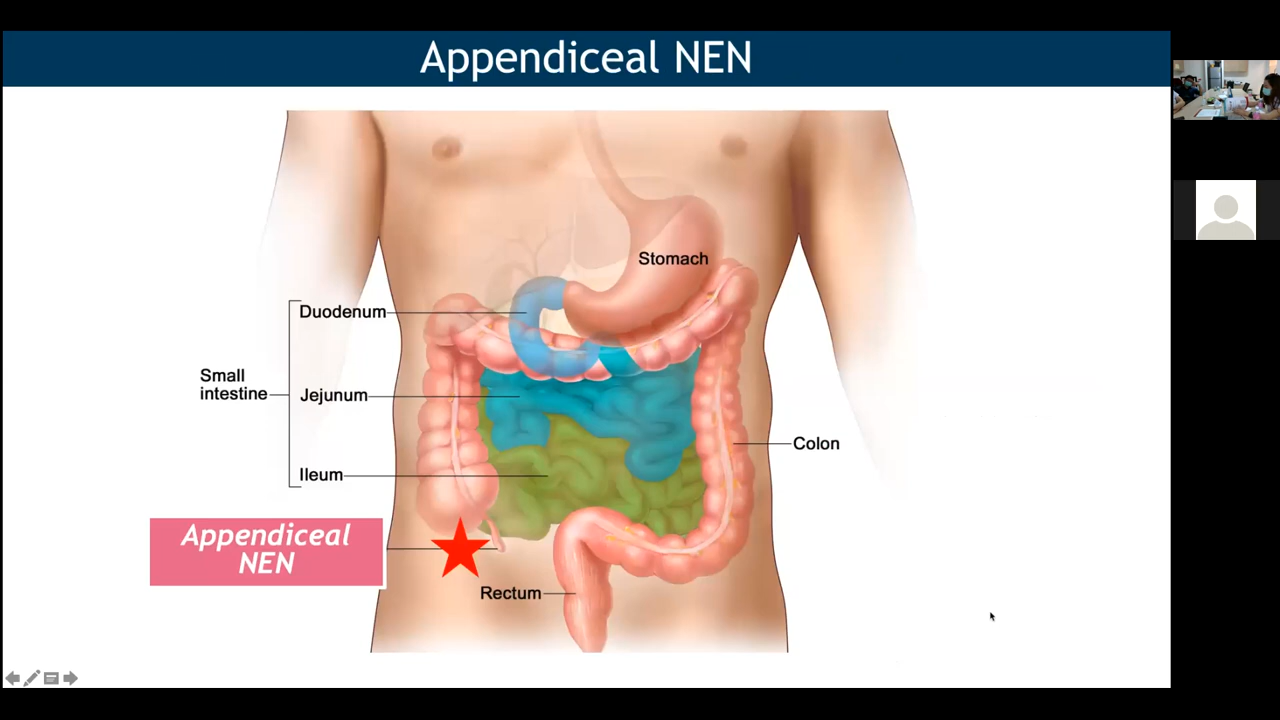 Appendiceal NEN
Stomach
Duodenum
Small
intestine
Jejunum
Colon
Ileum
Appendiceal
NEN
Rectum